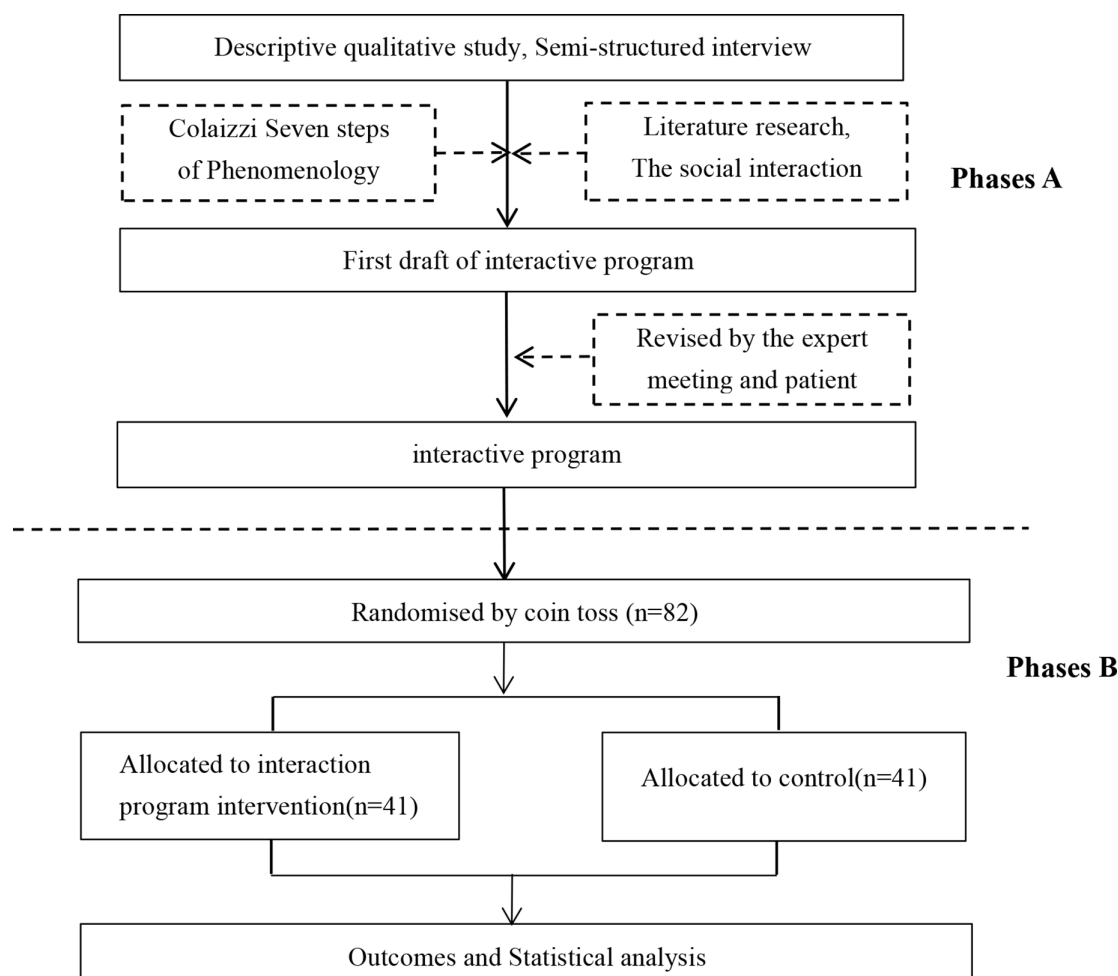 Descriptive qualitative study, Semi-structured interview
Colaizzi Seven steps
of Phenomenology
Literature research,
The social interaction
Phases A
First draft of interactive program
Revised by the expert
meeting and patient
interactive program
Randomised by coin toss (n=82)
Phases B
Allocated to interaction
program intervention(n=41)
Allocated to control(n=41)
Outcomes and Statistical analysis